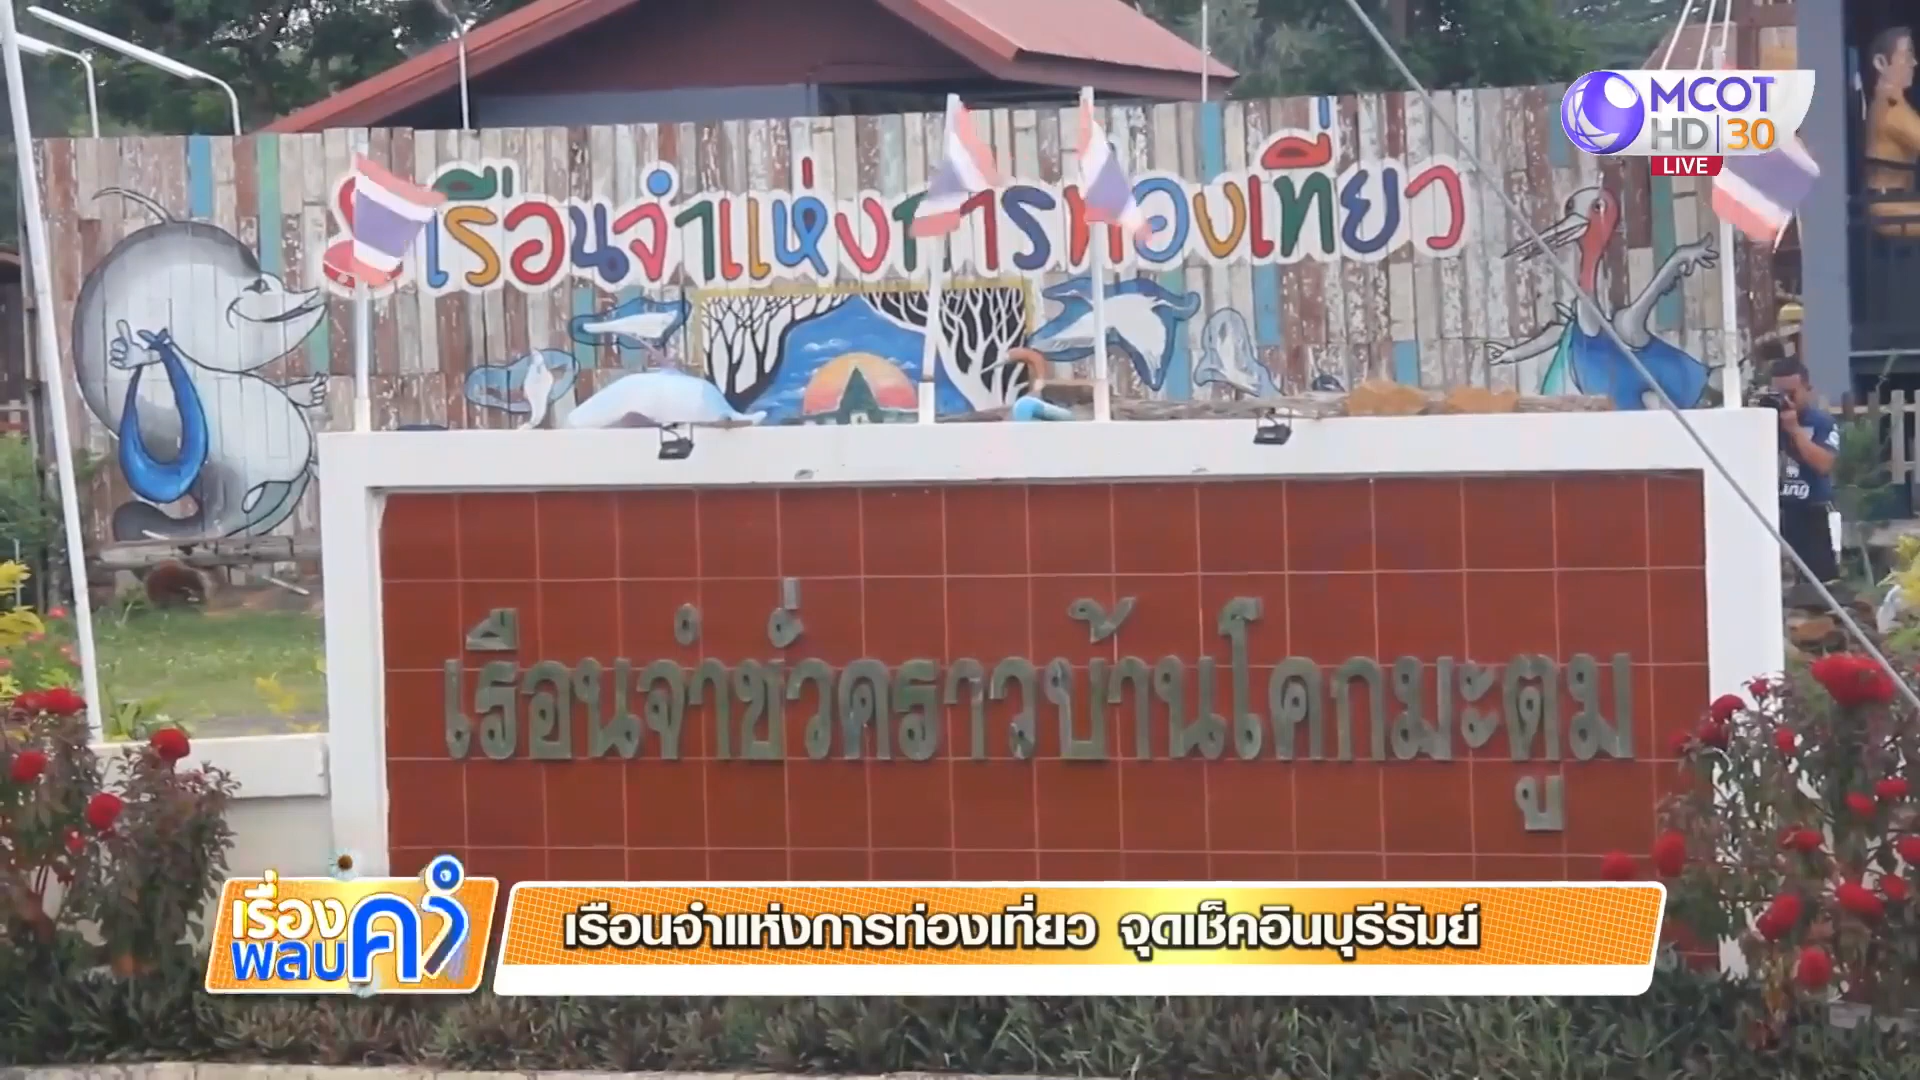 MCOT
HD 30
LIVE
เรือนจำแห่งการท่องเที่ยว
ung
เรือนจำชั่วคราวบ้านโคกมะตูม
เรื่อง
พลบค่ำ
เรือนจำแห่งการท่องเที่ยว จุดเช็คอินบุรีรัมย์